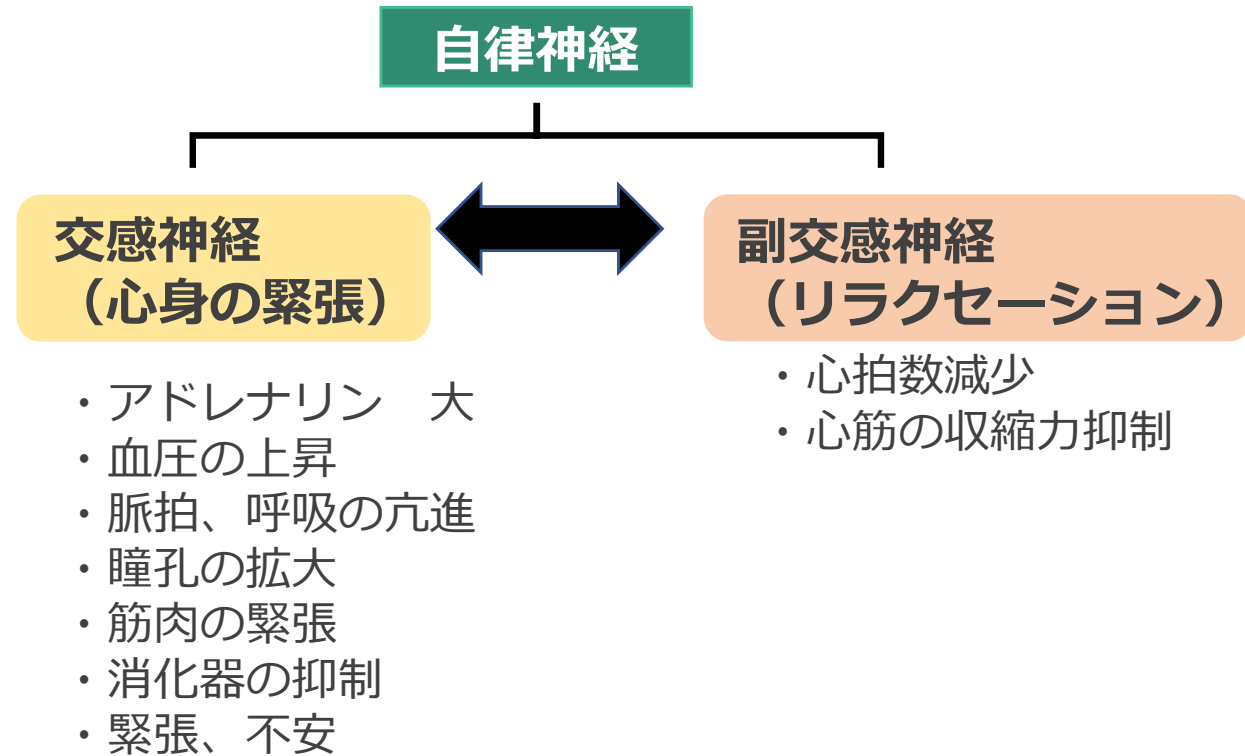 自律神経
交感神経
（心身の緊張）
・アドレナリン　大
・血圧の上昇
・脈拍、呼吸の亢進
・瞳孔の拡大
・筋肉の緊張
・消化器の抑制
・緊張、不安
副交感神経
（リラクセーション）
・心拍数減少
・心筋の収縮力抑制